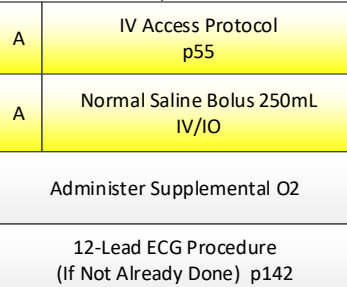 A
IV Access Protocol
p55
A
Normal Saline Bolus 250mL
IV/IO
Administer Supplemental O2
12-Lead ECG Procedure
(If Not Already Done)  p142